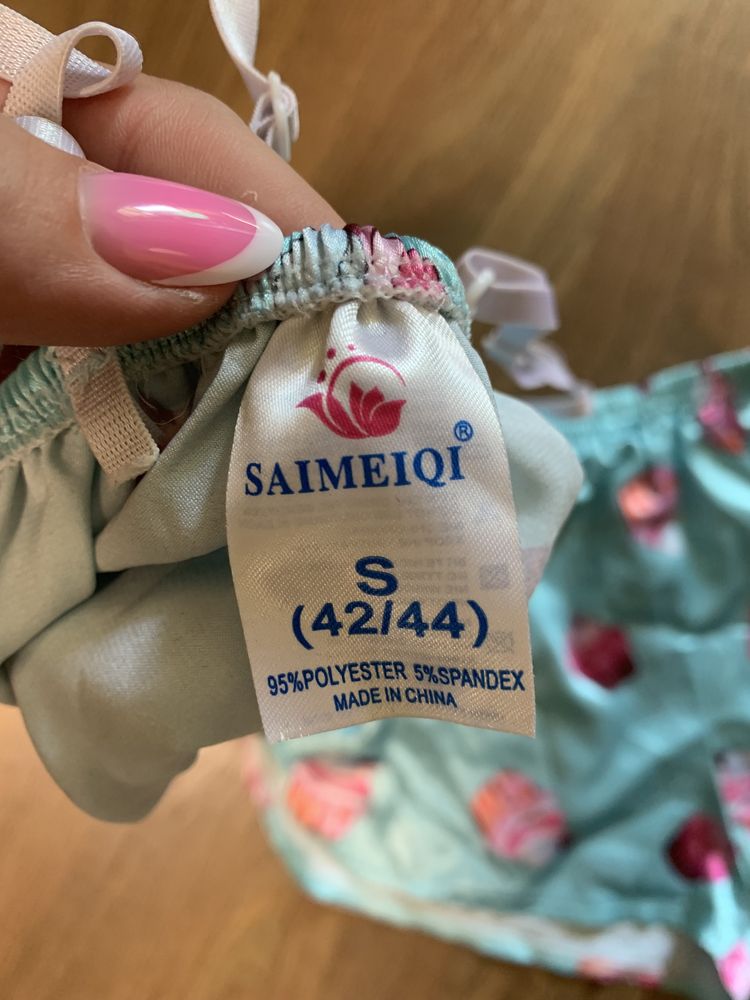 SAIMEIQI®
S
(42/44)
95%POLYESTER 5%SPANDEX
MADE IN CHINA